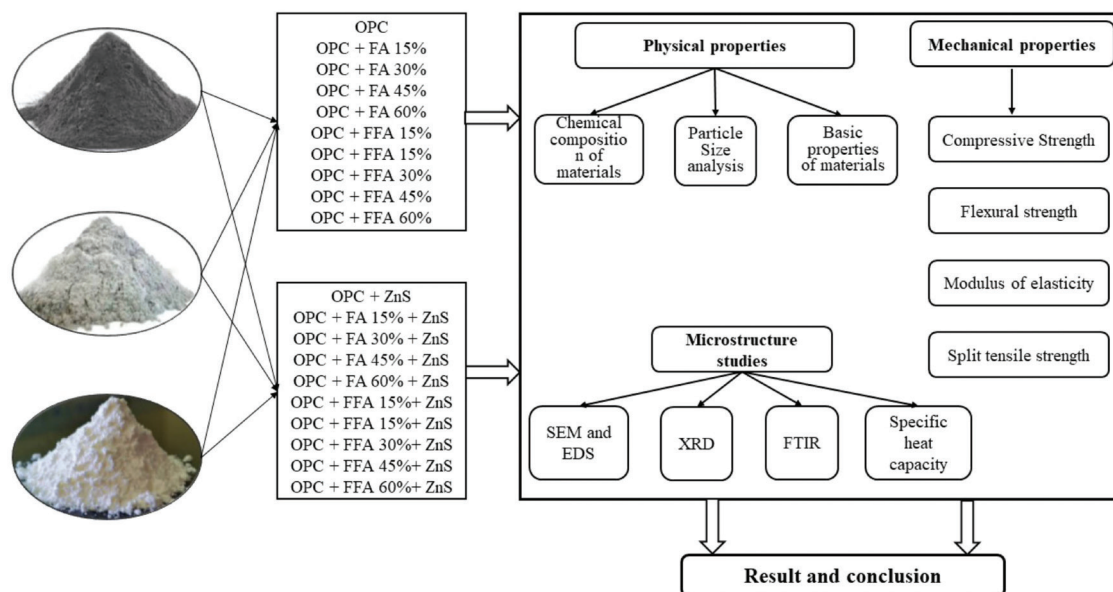 OPC
OPC + FA 15%
OPC + FA 30%
OPC + FA 45%
OPC + FA 60%
OPC + FFA 15%
OPC + FFA 15%
OPC + FFA 30%
OPC + FFA 45%
OPC + FFA 60%
OPC + ZnS
OPC + FA 15% + ZnS
OPC + FA 30% + ZnS
OPC + FA 45% + ZnS
OPC + FA 60% + ZnS
OPC + FFA 15%+ ZnS
OPC + FFA 15%+ ZnS
OPC + FFA 30%+ ZnS
OPC + FFA 45%+ ZnS
OPC + FFA 60%+ ZnS
Physical properties
Chemical
compositio
n of
materials
Particle
Size
analysis
Basic
properties
of materials
Mechanical properties
Compressive Strength
Flexural strength
Modulus of elasticity
Split tensile strength
Microstructure
studies
SEM and
EDS
XRD
FTIR
Specific
heat
capacity
Result and conclusion